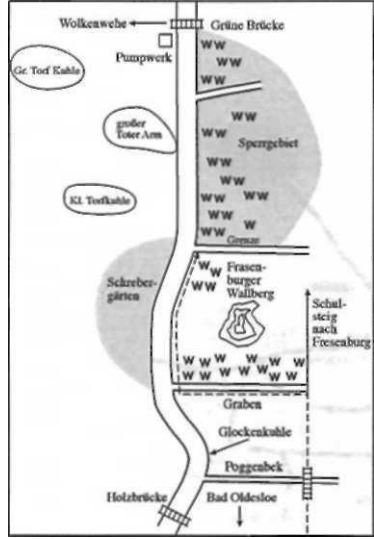 Wolkenwehe
Grüne Brücke
Pumpwerk
Gr. Torf Kuhle
großer
Toter Arm
Sperrgebiet
Kl. Torfkuhle
Grenze
Schreber-
gärten
Frasen-
burger
Wallberg
Schul-
steig
nach
Fresenburg
Graben
Glockenkuhle
Poggenbek
Holzbrücke
Bad Oldesloe